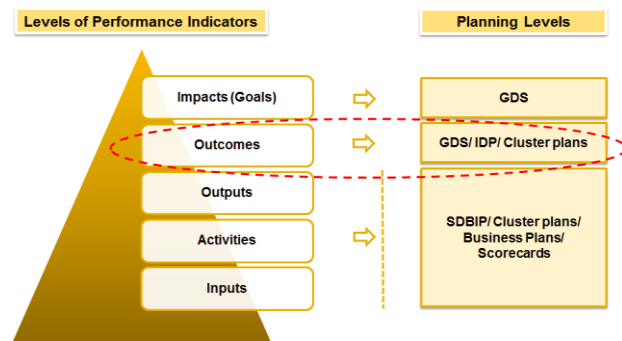 Levels of Performance Indicators
Planning Levels
Impacts (Goals)
GDS
Outcomes
GDS/ IDP/ Cluster plans
Outputs
Activities
Inputs
SDBIP/ Cluster plans/
Business Plans/
Scorecards